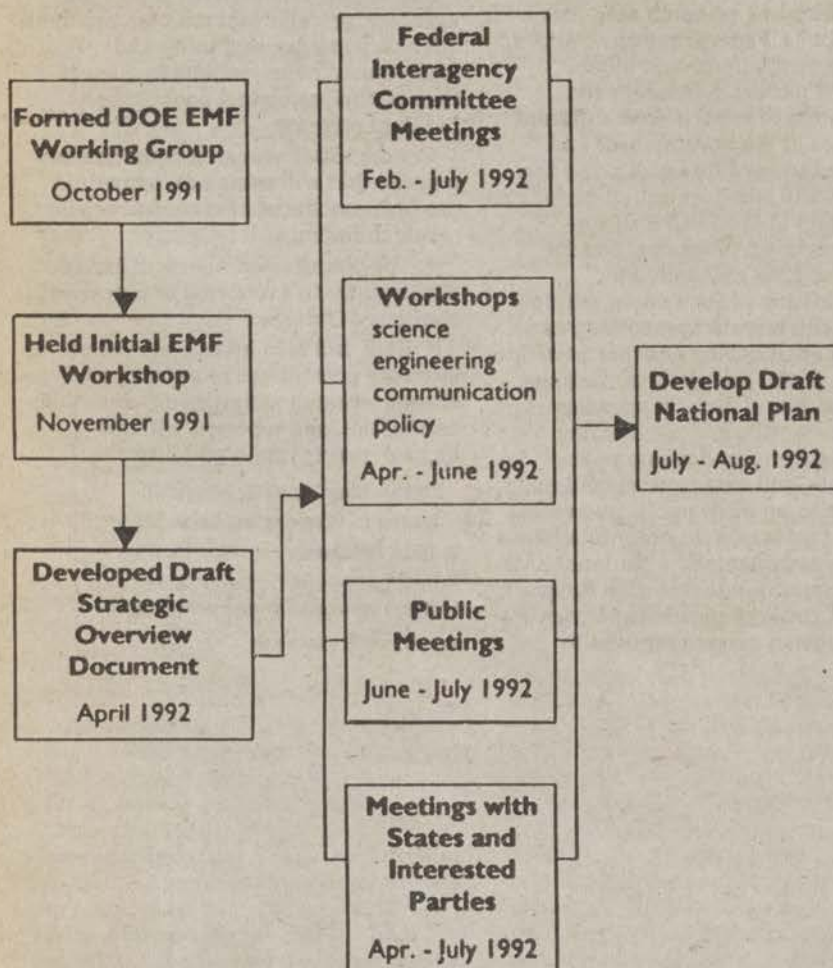 Formed DOE EMF
Working Group
October 1991
Held Initial EMF
Workshop
November 1991
Developed Draft
Strategic
Overview
Document
April 1992
Federal
Interagency
Committee
Meetings
Feb. - July 1992
Workshops
science
engineering
communication
policy
Apr. - June 1992
Public
Meetings
June - July 1992
Meetings with
States and
Interested
Parties
Apr. - July 1992
Develop Draft
National Plan
July - Aug. 1992